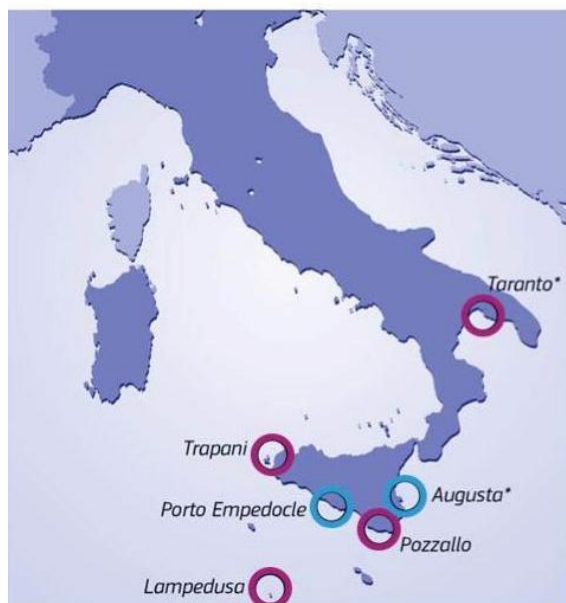 Taranto*
Trapani
Porto Empedocle
Augusta*
Pozzallo
Lampedusa